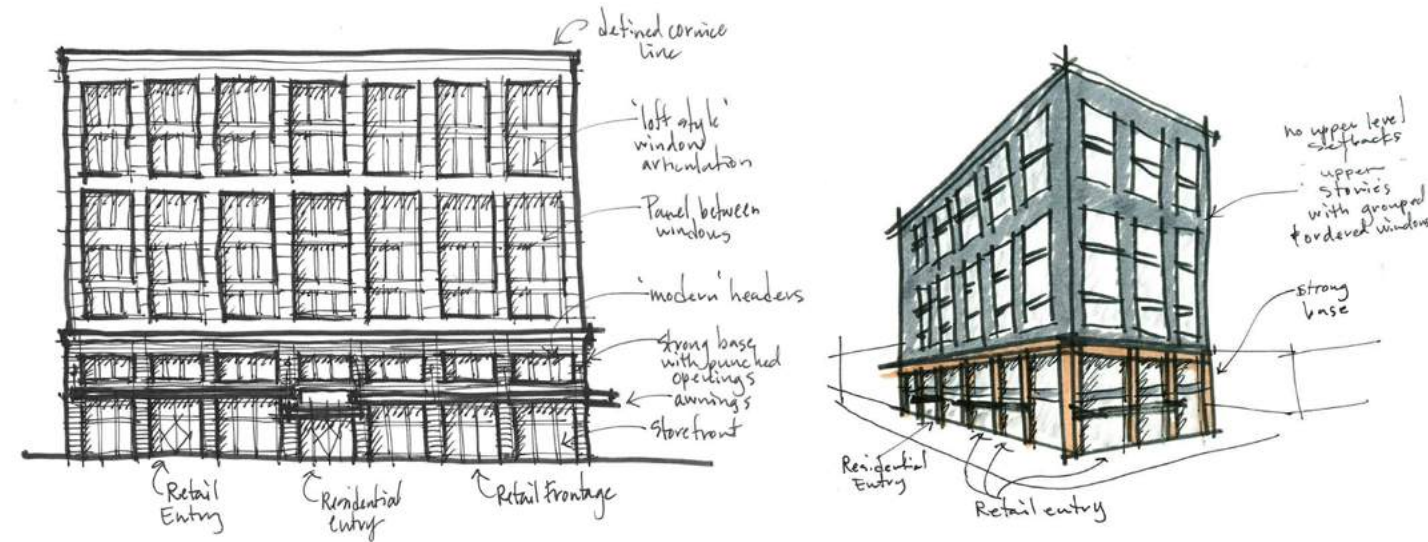 defined cornice
line
'loft style'
window
articulation
Panel between
windows
'modern' headers
strong base
with punched
openings
awnings
Storefront
Retail
Entry
Residential
entry
Retail Frontage
no upper level
setbacks
upper
stories
with grouped
& ordered windows
strong
base
Residential
Entry
Retail entry